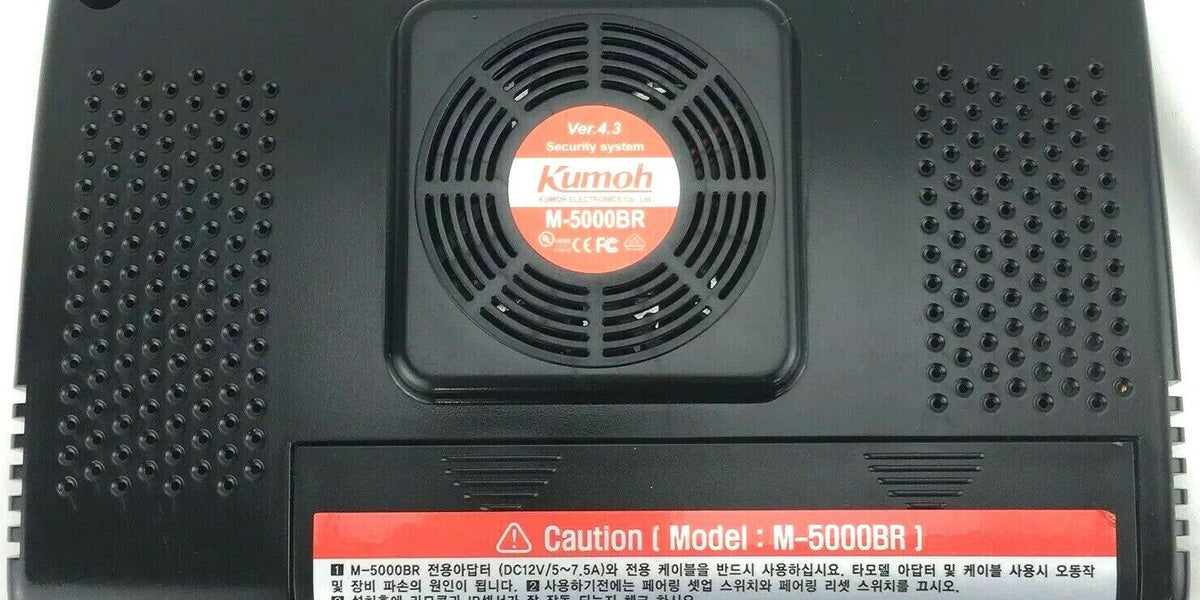 Ver.4.3
Security system
Kumoh
KUMOH ELECTRONICS Co., Ltd
M-5000BR
CE FC
Caution [ Model : M-5000BR ]
1 M-5000BR 전용아답터 (DC12V/5~7.5A)와 전용 케이블을 반드시 사용하십시요. 타모델 아답터 및 케이블 사용시 오동작
및 장비 파손의 원인이 됩니다. 2 사용하기전에는 페어링 셋업 스위치와 페어링 리셋 스위치를 끄시오.